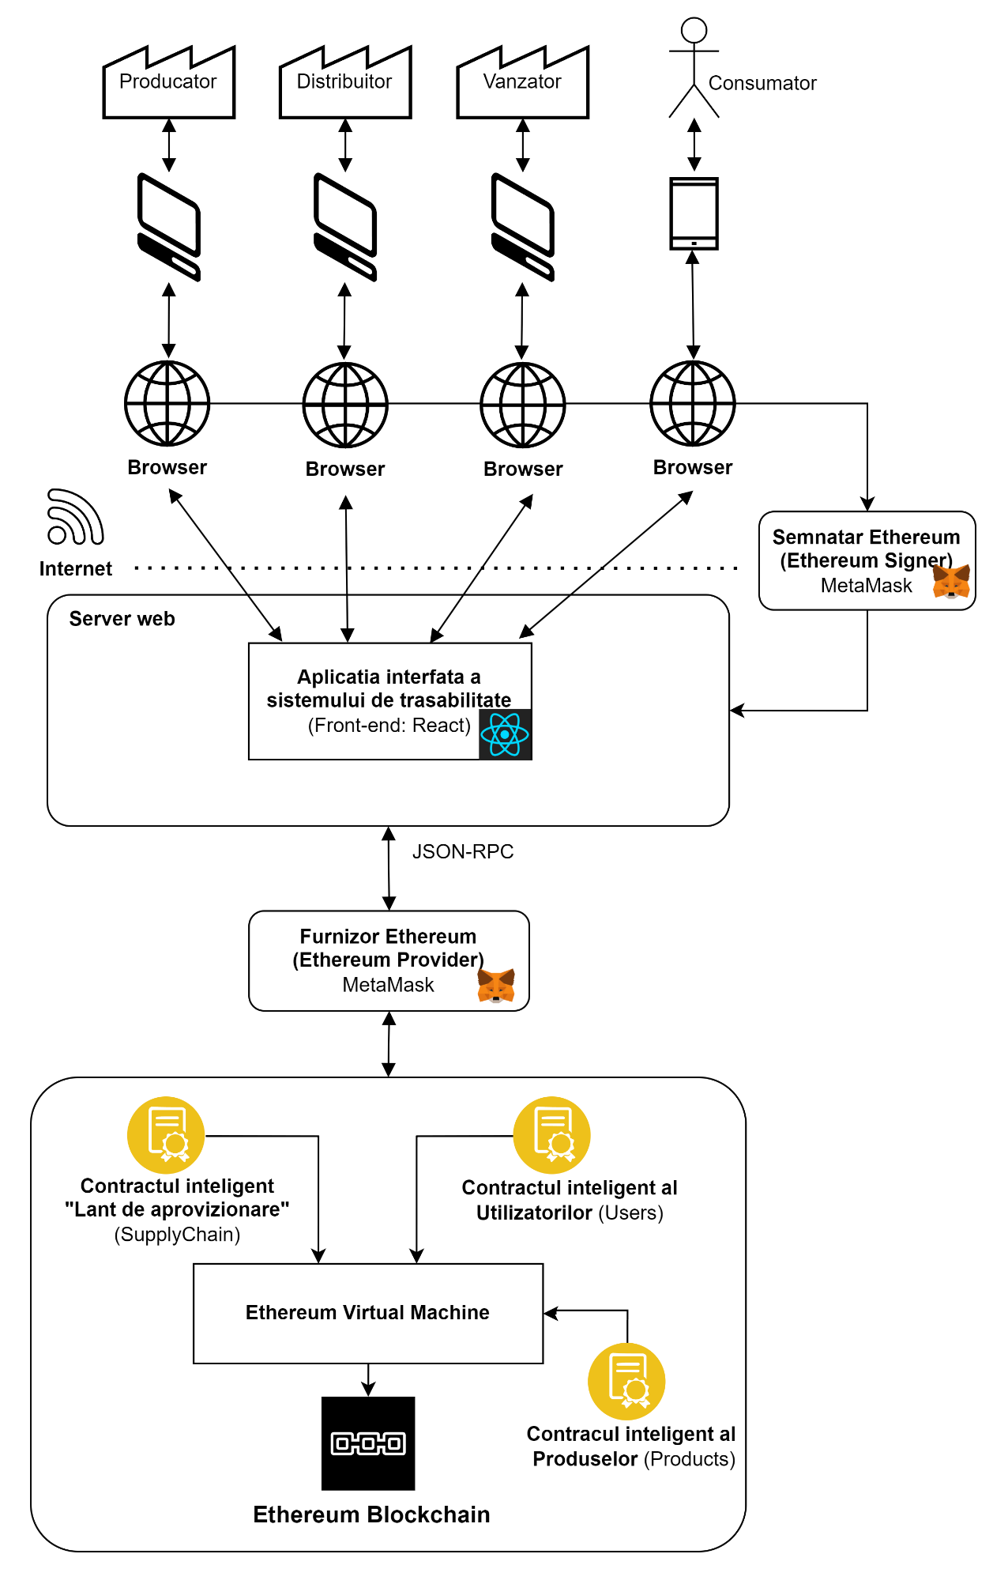 Producator
Distribuitor
Vanzator
Consumator
Browser
Browser
Browser
Browser
Internet
Semnatar Ethereum
(Ethereum Signer)
MetaMask
Server web
Aplicatia interfata a
sistemului de trasabilitate
(Front-end: React)
JSON-RPC
Furnizor Ethereum
(Ethereum Provider)
MetaMask
Contractul inteligent
"Lant de aprovizionare"
(SupplyChain)
Contractul inteligent al
Utilizatorilor (Users)
Ethereum Virtual Machine
Contracul inteligent al
Produselor (Products)
Ethereum Blockchain